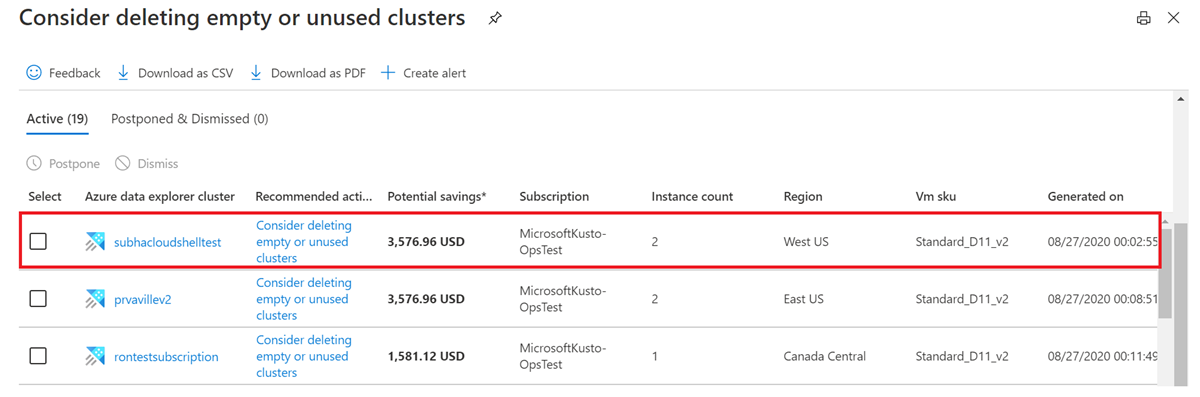 Consider deleting empty or unused clusters
Feedback Download as CSV Download as PDF Create alert
Active (19) Postponed & Dismissed (0)
Postpone Dismiss
Select Azure data explorer cluster Recommended acti... Potential savings* Subscription Instance count Region Vm sku Generated on
subhacloudshelltest Consider deleting empty or unused clusters 3,576.96 USD MicrosoftKusto-OpsTest 2 West US Standard_D11_v2 08/27/2020 00:02:55
prvavillev2 Consider deleting empty or unused clusters 3,576.96 USD MicrosoftKusto-OpsTest 2 East US Standard_D11_v2 08/27/2020 00:08:51
rontestsubscription Consider deleting empty or unused clusters 1,581.12 USD MicrosoftKusto-OpsTest 1 Canada Central Standard_D11_v2 08/27/2020 00:11:49